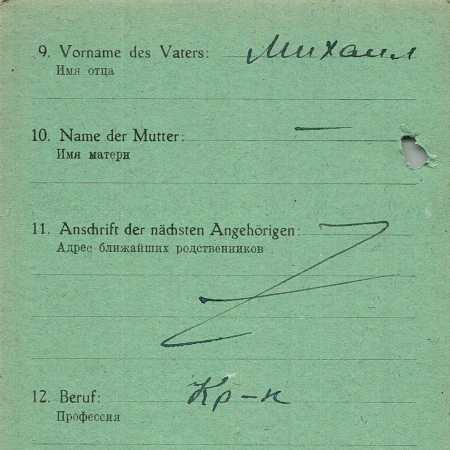 9. Vorname des Vaters: Михаил
Имя отца
10. Name der Mutter: —
Имя матери
11. Anschrift der nächsten Angehörigen:
Адрес ближайших родственников
12. Beruf: Кр-н
Профессия